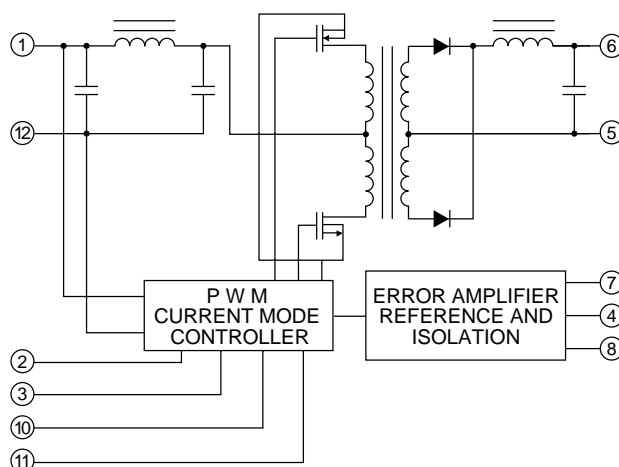 1
6
12
5
P W M
CURRENT MODE
CONTROLLER
ERROR AMPLIFIER
REFERENCE AND
ISOLATION
7
4
8
2
3
10
11